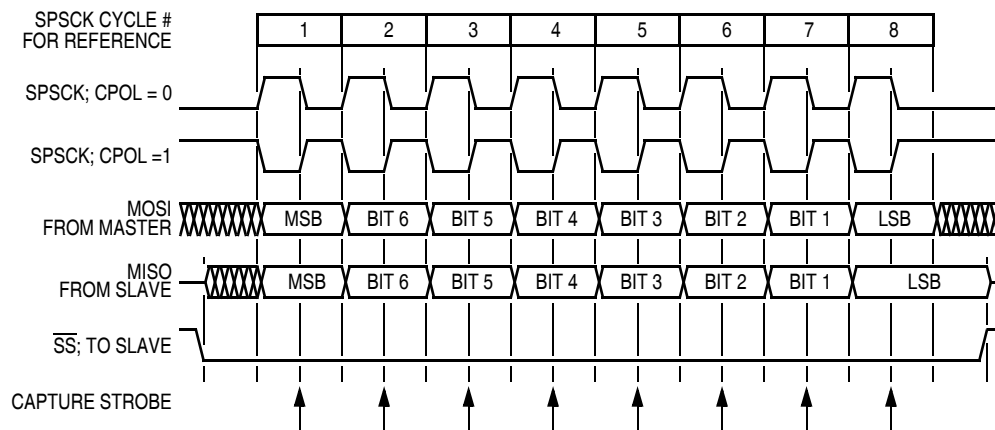 SPSCK CYCLE #
FOR REFERENCE
1 2 3 4 5 6 7 8
SPSCK; CPOL = 0
SPSCK; CPOL =1
MOSI
FROM MASTER
MSB BIT 6 BIT 5 BIT 4 BIT 3 BIT 2 BIT 1 LSB
MISO
FROM SLAVE
MSB BIT 6 BIT 5 BIT 4 BIT 3 BIT 2 BIT 1 LSB
S̅S̅; TO SLAVE
CAPTURE STROBE